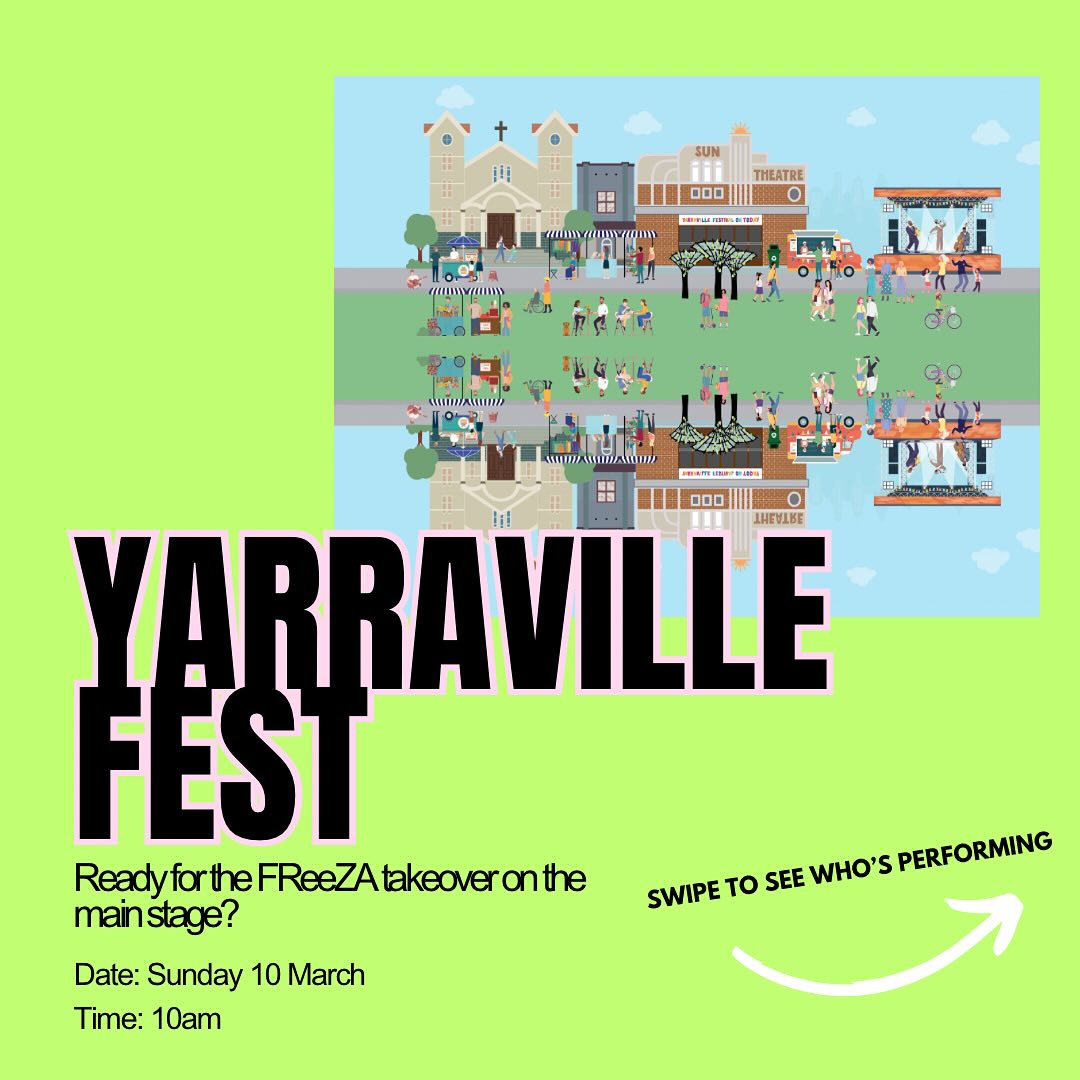 SUN
THEATRE
YARRAVILLE FESTIVAL ON TODAY
YARRAVILLE
FEST
Ready for the FReeZA takeover on the
main stage?
Date: Sunday 10 March
Time: 10am
SWIPE TO SEE WHO'S PERFORMING